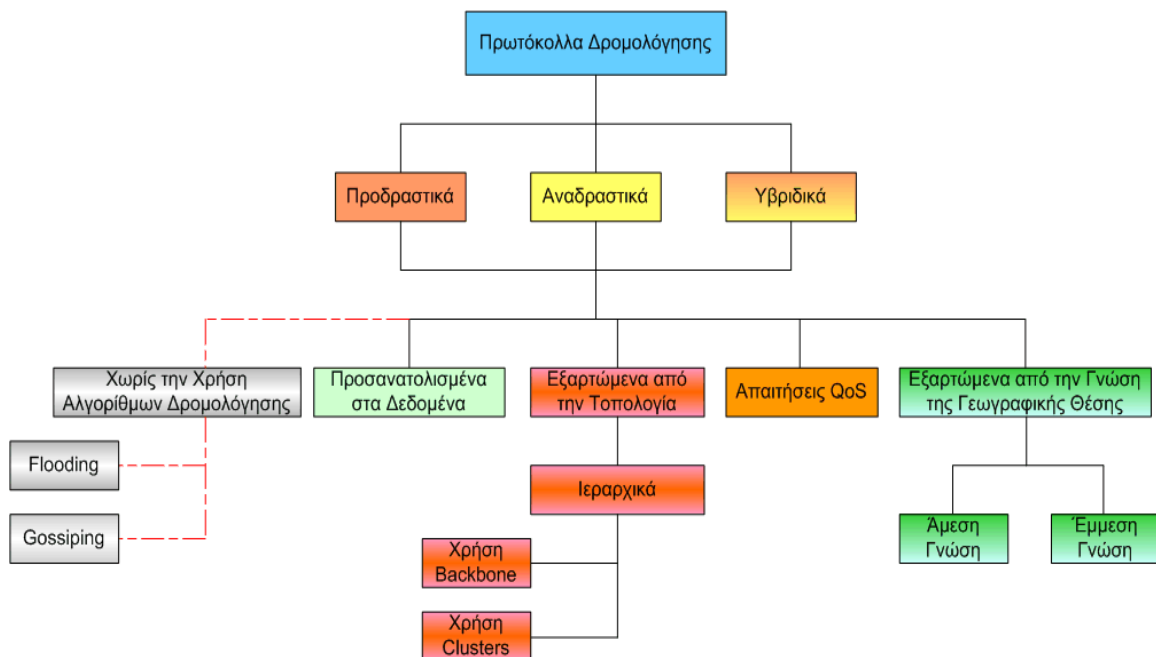 Πρωτόκολλα Δρομολόγησης
Προδραστικά
Αναδραστικά
Υβριδικά
Χωρίς την Χρήση
Αλγορίθμων Δρομολόγησης
Προσανατολισμένα
στα Δεδομένα
Εξαρτώμενα από
την Τοπολογία
Απαιτήσεις QoS
Εξαρτώμενα από την Γνώση
της Γεωγραφικής Θέσης
Flooding
Gossiping
Ιεραρχικά
Χρήση
Backbone
Χρήση
Clusters
Άμεση
Γνώση
Έμμεση
Γνώση